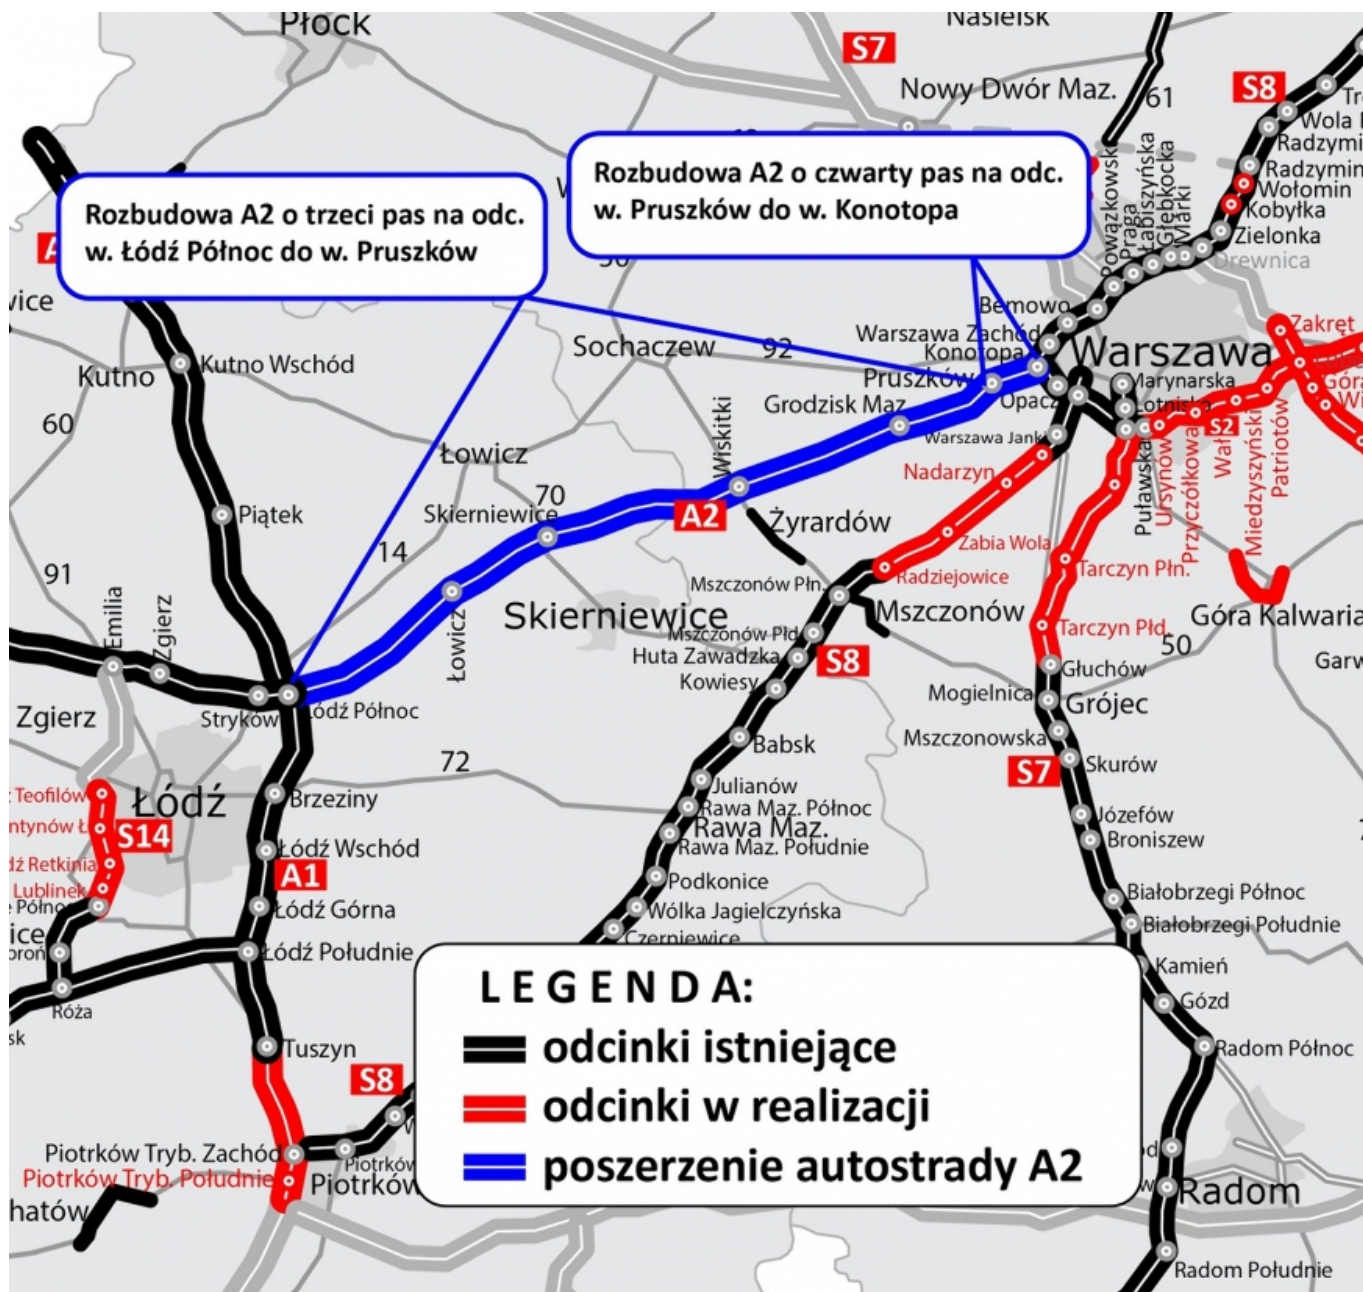 Płock
Nasielsk
S7
Nowy Dwór Maz.
61
S8
Wola
Radzymin
Radzymin
Wołomin
Kobyłka
Zielonka
Drewnica
Powązkowska
Praga
Łabiszyńska
Głębocka
Marki
Rozbudowa A2 o trzeci pas na odc.
w. Łódź Północ do w. Pruszków
Rozbudowa A2 o czwarty pas na odc.
w. Pruszków do w. Konotopa
Bemowo
Warszawa Zachód
Konotopa
Warszawa
Zakręt
Sochaczew
92
Pruszków
Opacz
Marynarska
Lotnisko
Grodzisk Maz.
Warszawa Janki
S2
Kutno
Kutno Wschód
60
Łowicz
Wiskitki
Nadarzyn
Puławska
Ursynów
Przyczółkowa
Wał
Miedzyszyński
Patriotów
Piątek
Skierniewice
70
A2
Żyrardów
Żabia Wola
Radziejowice
14
91
Emilia
Zgierz
Łowicz
Skierniewice
Mszczonów Płn.
Mszczonów
Mszczonów Płd.
Huta Zawadzka
Kowiesy
S8
Tarczyn Płn.
Tarczyn Płd.
Góra Kalwaria
50
Głuchów
Mogielnica
Grójec
Mszczonowska
Skurów
S7
Zgierz
Stryków
Łódź Północ
Babsk
72
Julianów
Rawa Maz. Północ
Rawa Maz.
Rawa Maz. Południe
Podkonice
Wólka Jagielczyńska
Czerniewice
Józefów
Broniszew
Białobrzegi Północ
Białobrzegi Południe
Kamień
Gózd
Teofilów
Łódź
S14
Retkinia
Lublinek
Brzeziny
Łódź Wschód
A1
Łódź Górna
Łódź Południe
Róża
Tuszyn
S8
Piotrków Tryb. Zachód
Piotrków Tryb. Południe
Piotrków
Piotrków
Radom Północ
Radom
Radom Południe
LEGENDA:
odcinki istniejące
odcinki w realizacji
poszerzenie autostrady A2